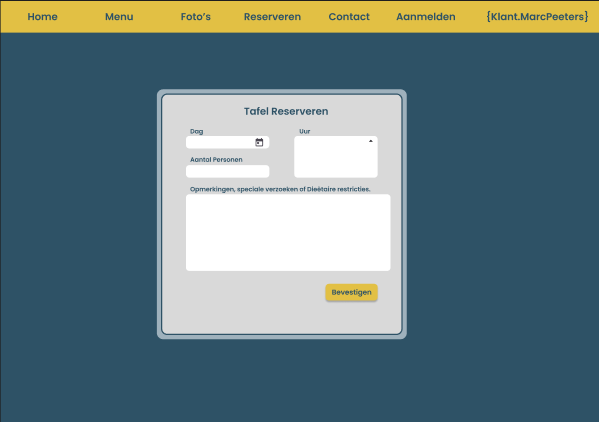 Home Menu Foto's Reserveren Contact Aanmelden {Klant.MarcPeeters}
Tafel Reserveren
Dag Uur
Aantal Personen
Opmerkingen, speciale verzoeken of Dieëtaire restricties.
Bevestigen